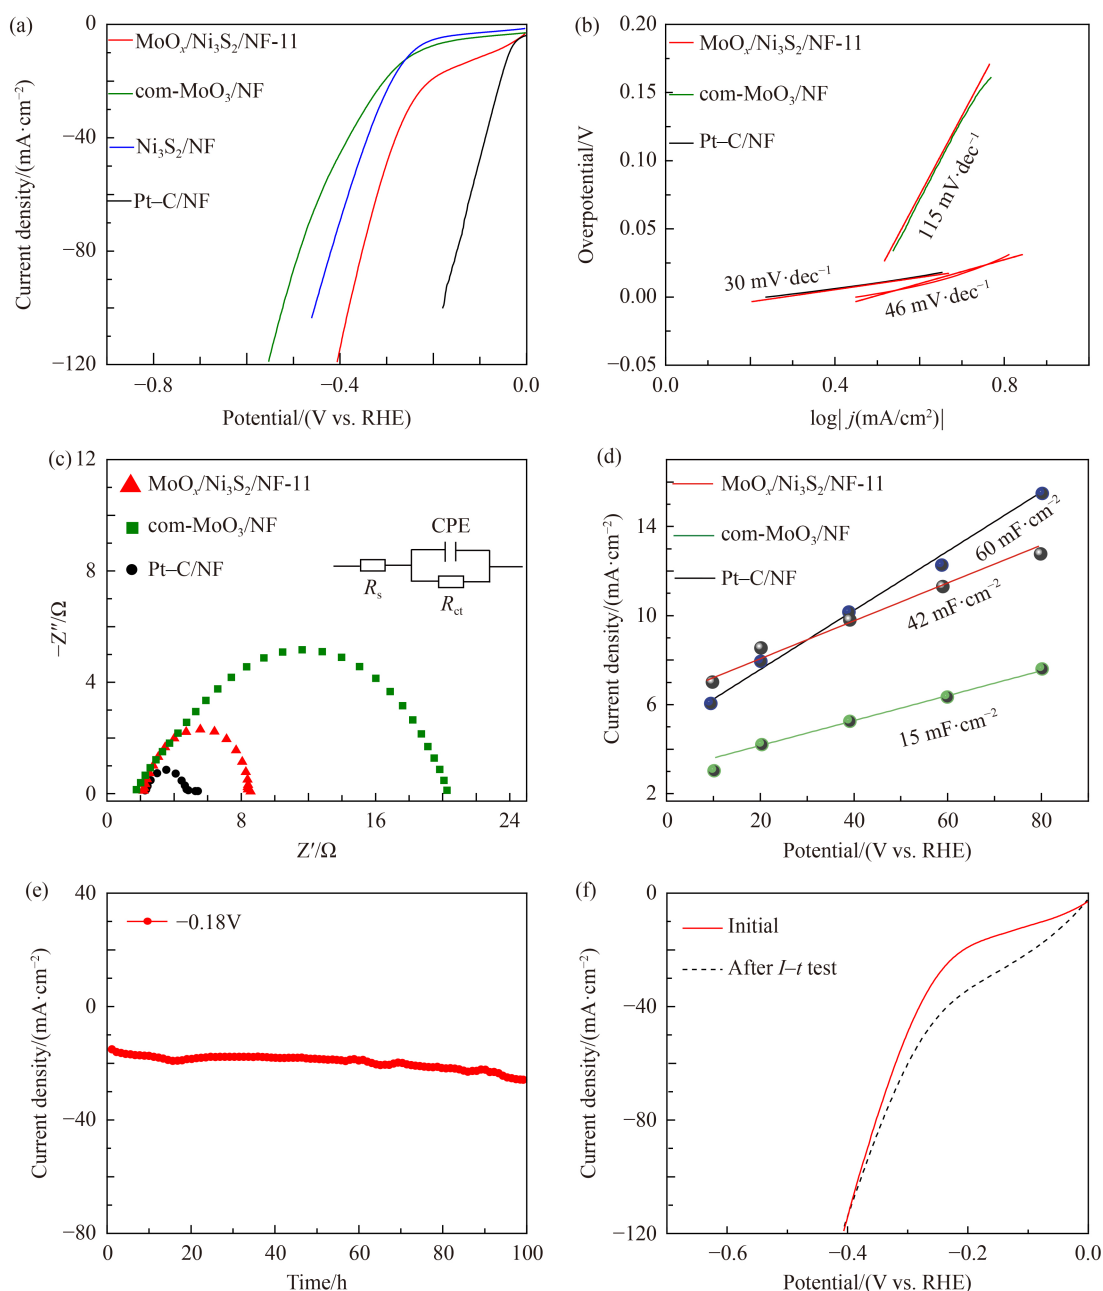 (a)
MoOₓ/Ni₃S₂/NF-11
com-MoO₃/NF
Ni₃S₂/NF
Pt–C/NF
0
−40
−80
−120
−0.8
−0.4
0.0
Current density/(mA·cm⁻²)
Potential/(V vs. RHE)
(b)
MoOₓ/Ni₃S₂/NF-11
com-MoO₃/NF
Pt–C/NF
115 mV·dec⁻¹
30 mV·dec⁻¹
46 mV·dec⁻¹
0.20
0.15
0.10
0.05
0.00
−0.05
0.0
0.4
0.8
Overpotential/V
log| j(mA/cm²)|
(c)
MoOₓ/Ni₃S₂/NF-11
com-MoO₃/NF
Pt–C/NF
CPE
Rₛ
R_ct
12
8
4
0
0
8
16
24
−Z″/Ω
Z′/Ω
(d)
MoOₓ/Ni₃S₂/NF-11
com-MoO₃/NF
Pt–C/NF
60 mF·cm⁻²
42 mF·cm⁻²
15 mF·cm⁻²
14
10
6
2
0
20
40
60
80
Current density/(mA·cm⁻²)
Potential/(V vs. RHE)
(e)
−0.18V
40
0
−40
−80
0
20
40
60
80
100
Current density/(mA·cm⁻²)
Time/h
(f)
Initial
After I–t test
0
−40
−80
−120
−0.6
−0.4
−0.2
0.0
Current density/(mA·cm⁻²)
Potential/(V vs. RHE)